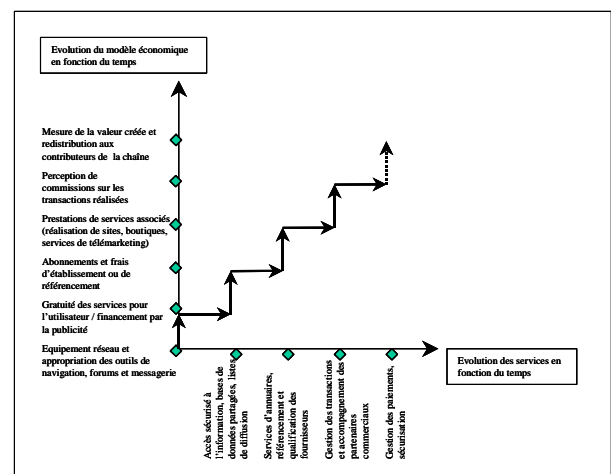 Evolution du modèle économique
en fonction du temps
Mesure de la valeur créée et
redistribution aux
contributeurs de la chaîne
Perception de
commissions sur les
transactions réalisées
Prestations de services associés
(réalisation de sites, boutiques,
services de télémarketing)
Abonnements et frais
d'établissement ou de
référencement
Gratuité des services pour
l'utilisateur / financement par
la publicité
Equipement réseau et
appropriation des outils de
navigation, forums et messagerie
Evolution des services en
fonction du temps
Accès sécurisé à
l'information, bases de
données partagées, listes
de diffusion
Services d'annuaires,
référencement et
qualification des
fournisseurs
Gestion des transactions
et accompagnement des
partenaires
commerciaux
Gestion des paiements,
sécurisation